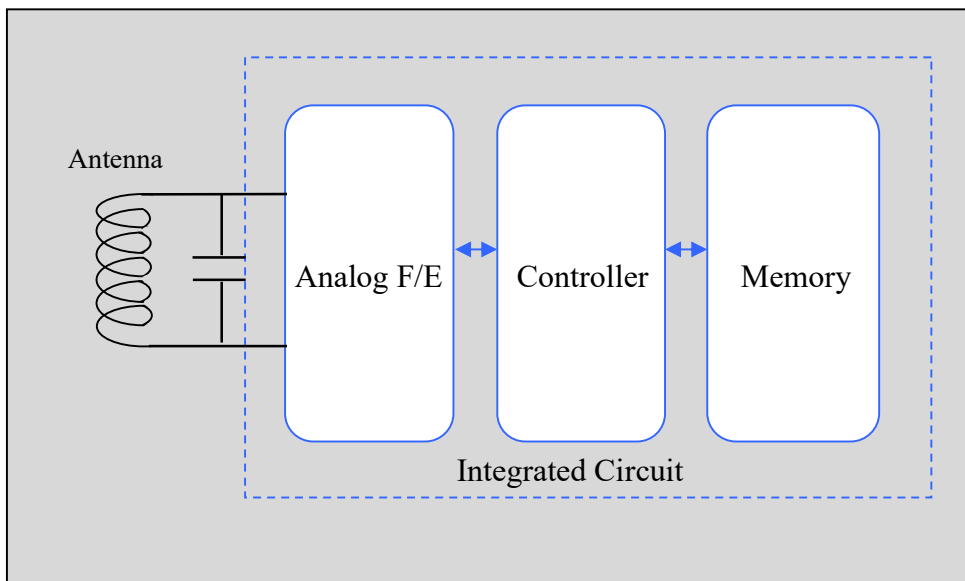 Antenna
Analog F/E
Controller
Memory
Integrated Circuit